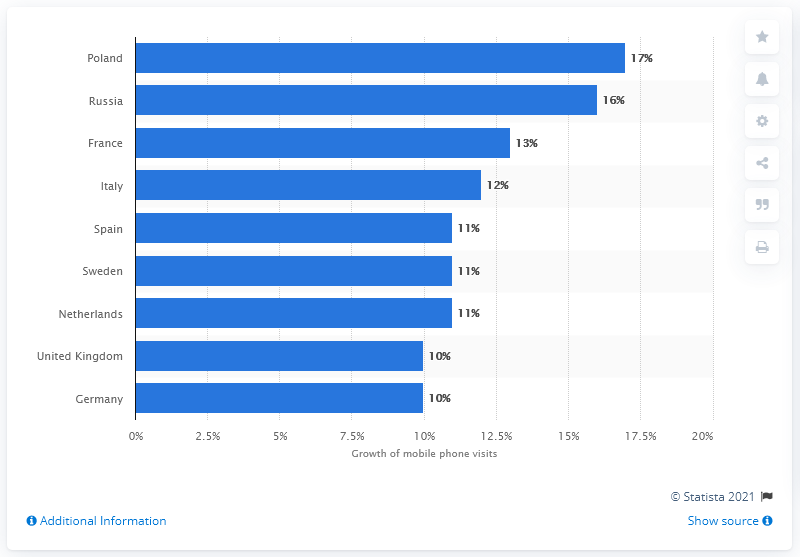 Poland 17%
Russia 16%
France 13%
Italy 12%
Spain 11%
Sweden 11%
Netherlands 11%
United Kingdom 10%
Germany 10%
0% 2.5% 5% 7.5% 10% 12.5% 15% 17.5% 20%
Growth of mobile phone visits
© Statista 2021
Additional Information Show source